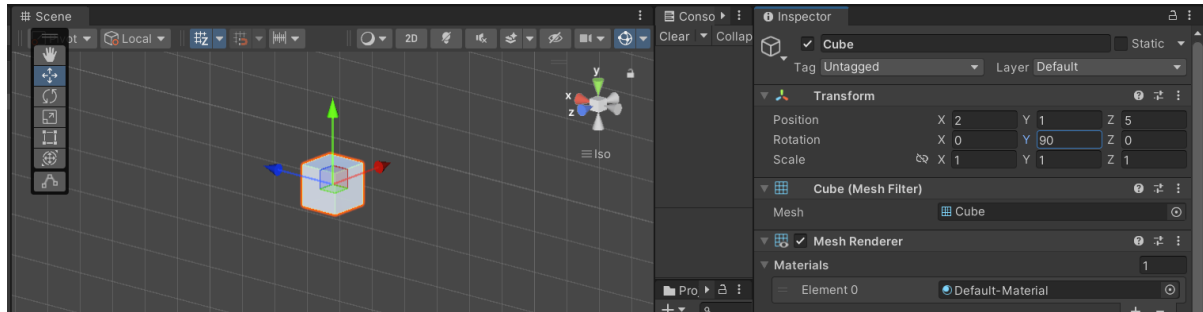 Scene
Conso
Inspector
ot
Local
2D
Clear
Collap
Cube
Static
Tag
Untagged
Layer
Default
y
x
z
Iso
Transform
Position X 2 Y 1 Z 5
Rotation X 0 Y 90 Z 0
Scale X 1 Y 1 Z 1
Cube (Mesh Filter)
Mesh
Cube
Mesh Renderer
Materials
1
Element 0
Default-Material
Pro